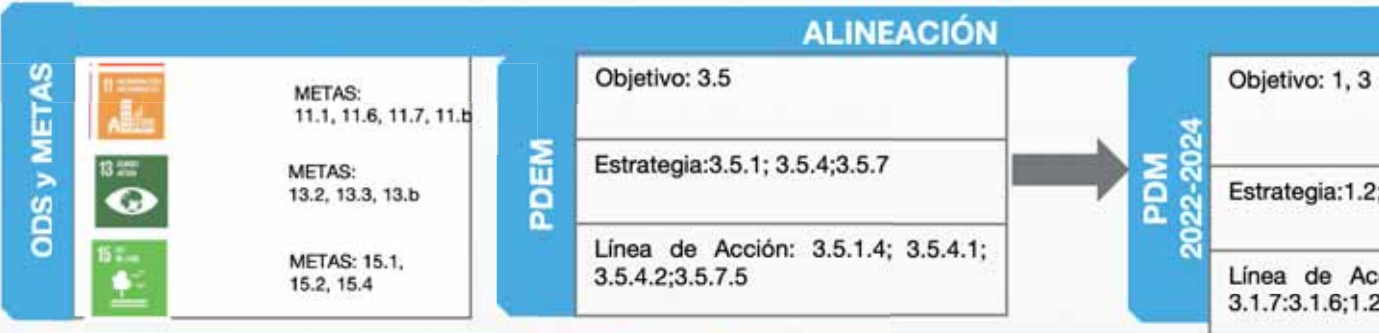 ALINEACIÓN
ODS y METAS
11
METAS:
11.1, 11.6, 11.7, 11.b
13
METAS:
13.2, 13.3, 13.b
15
METAS: 15.1,
15.2, 15.4
PDEM
Objetivo: 3.5
Estrategia:3.5.1; 3.5.4;3.5.7
Línea de Acción: 3.5.1.4; 3.5.4.1;
3.5.4.2;3.5.7.5
PDM
2022-2024
Objetivo: 1, 3
Estrategia:1.2;
Línea de Ac
3.1.7:3.1.6;1.2